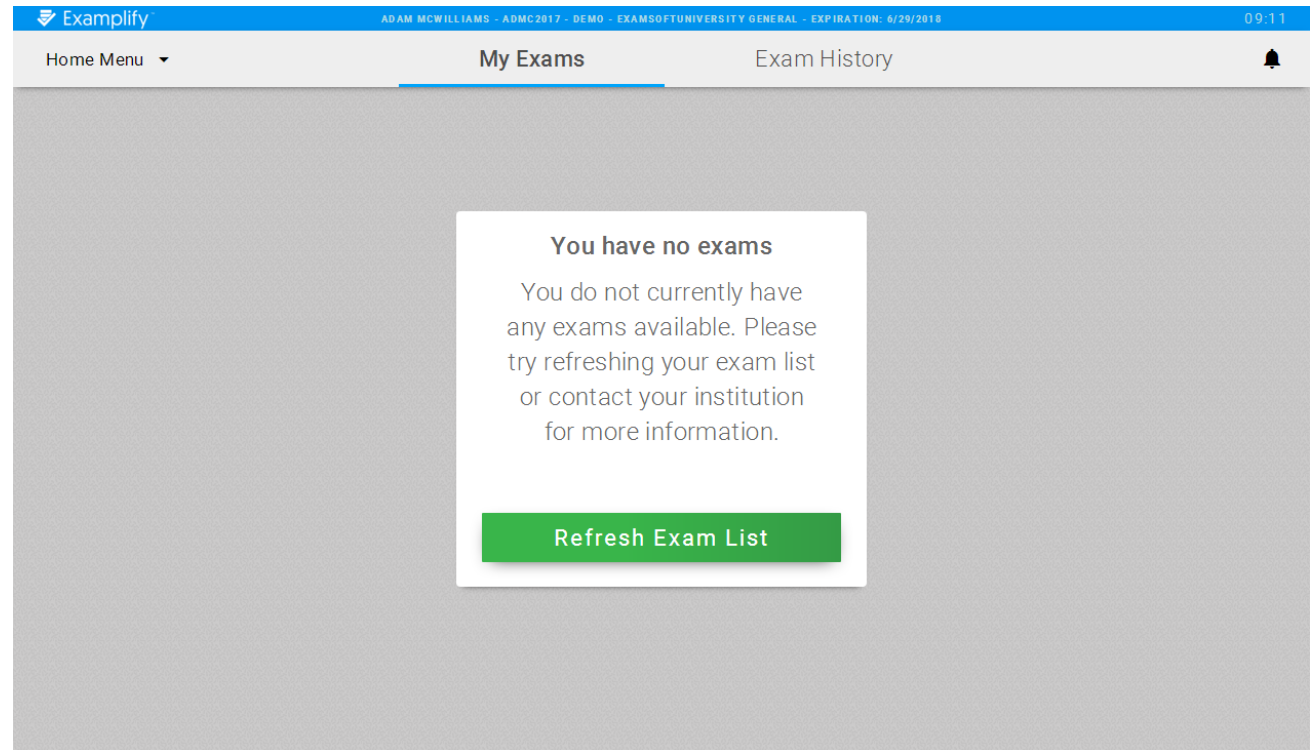 Examplify
ADAM MCWILLIAMS - ADMC2017 - DEMO - EXAMSOFTUNIVERSITY GENERAL - EXPIRATION: 6/29/2018
09:11
Home Menu
My Exams
Exam History
You have no exams
You do not currently have
any exams available. Please
try refreshing your exam list
or contact your institution
for more information.
Refresh Exam List